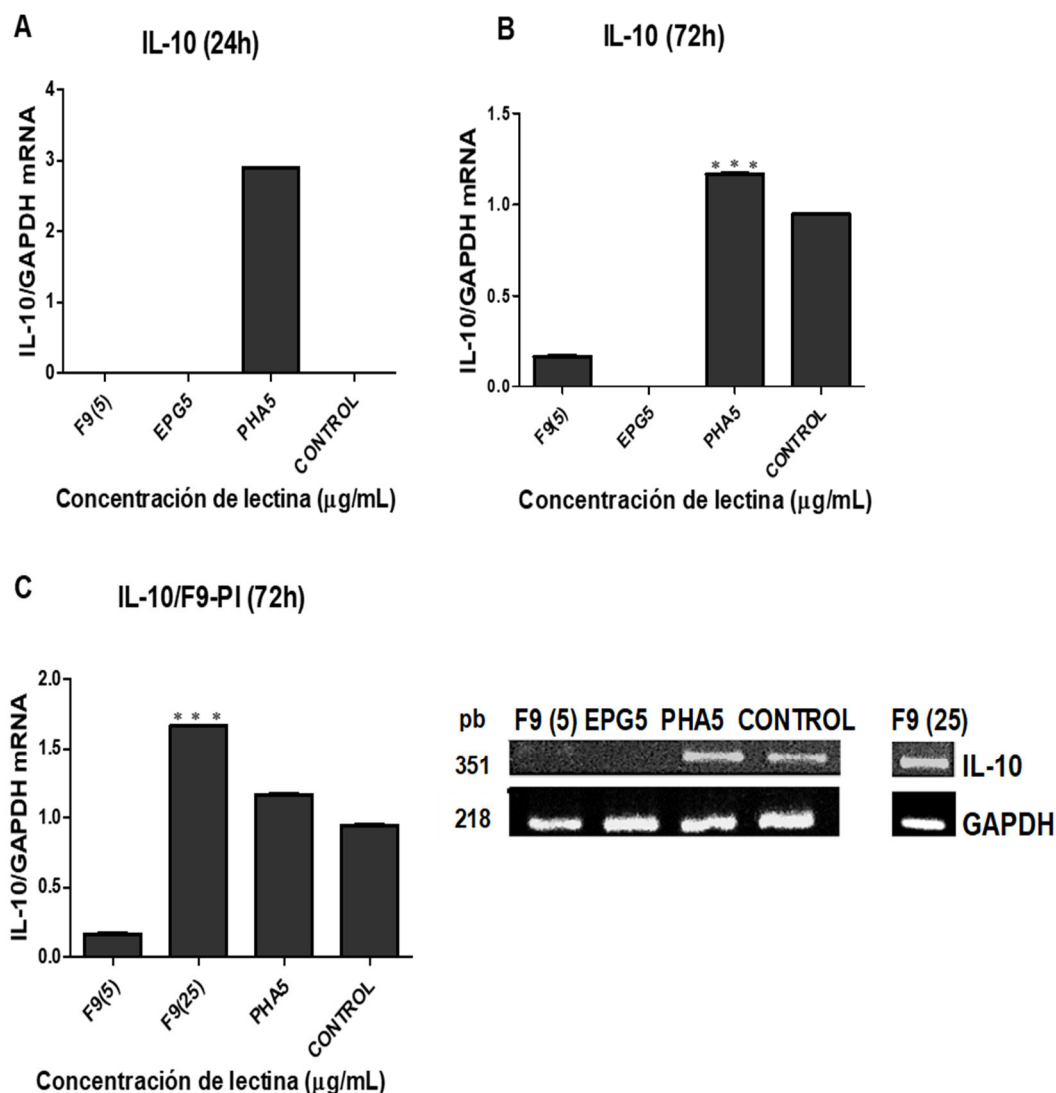 A
IL-10 (24h)
IL-10/GAPDH mRNA
4
3
2
1
0
F9(5)
EPG5
PHA5
CONTROL
Concentración de lectina (µg/mL)
B
IL-10 (72h)
IL-10/GAPDH mRNA
1.5
1.0
0.5
0.0
* * *
F9(5)
EPG5
PHA5
CONTROL
Concentración de lectina (µg/mL)
C
IL-10/F9-PI (72h)
IL-10/GAPDH mRNA
2.0
1.5
1.0
0.5
0.0
* * *
F9(5)
F9(25)
PHA5
CONTROL
Concentración de lectina (µg/mL)
pb F9 (5) EPG5 PHA5 CONTROL F9 (25)
351 IL-10
218 GAPDH